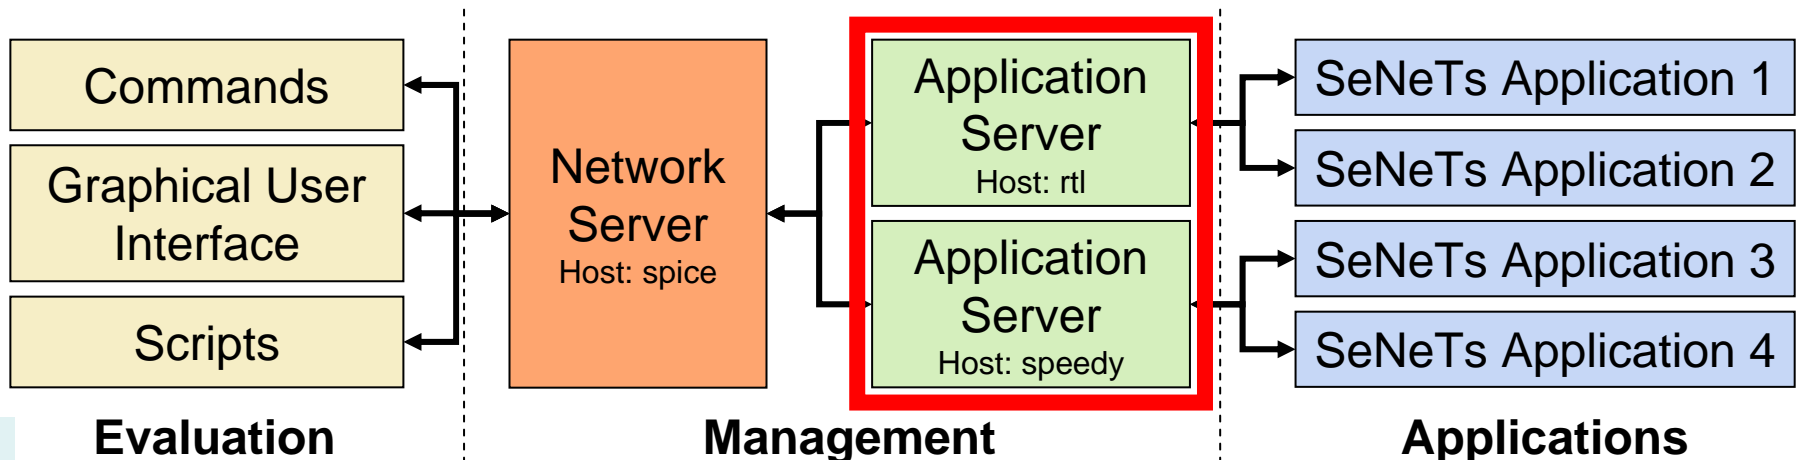 Commands
Graphical User
Interface
Scripts
Evaluation
Network
Server
Host: spice
Application
Server
Host: rtl
Application
Server
Host: speedy
Management
SeNeTs Application 1
SeNeTs Application 2
SeNeTs Application 3
SeNeTs Application 4
Applications